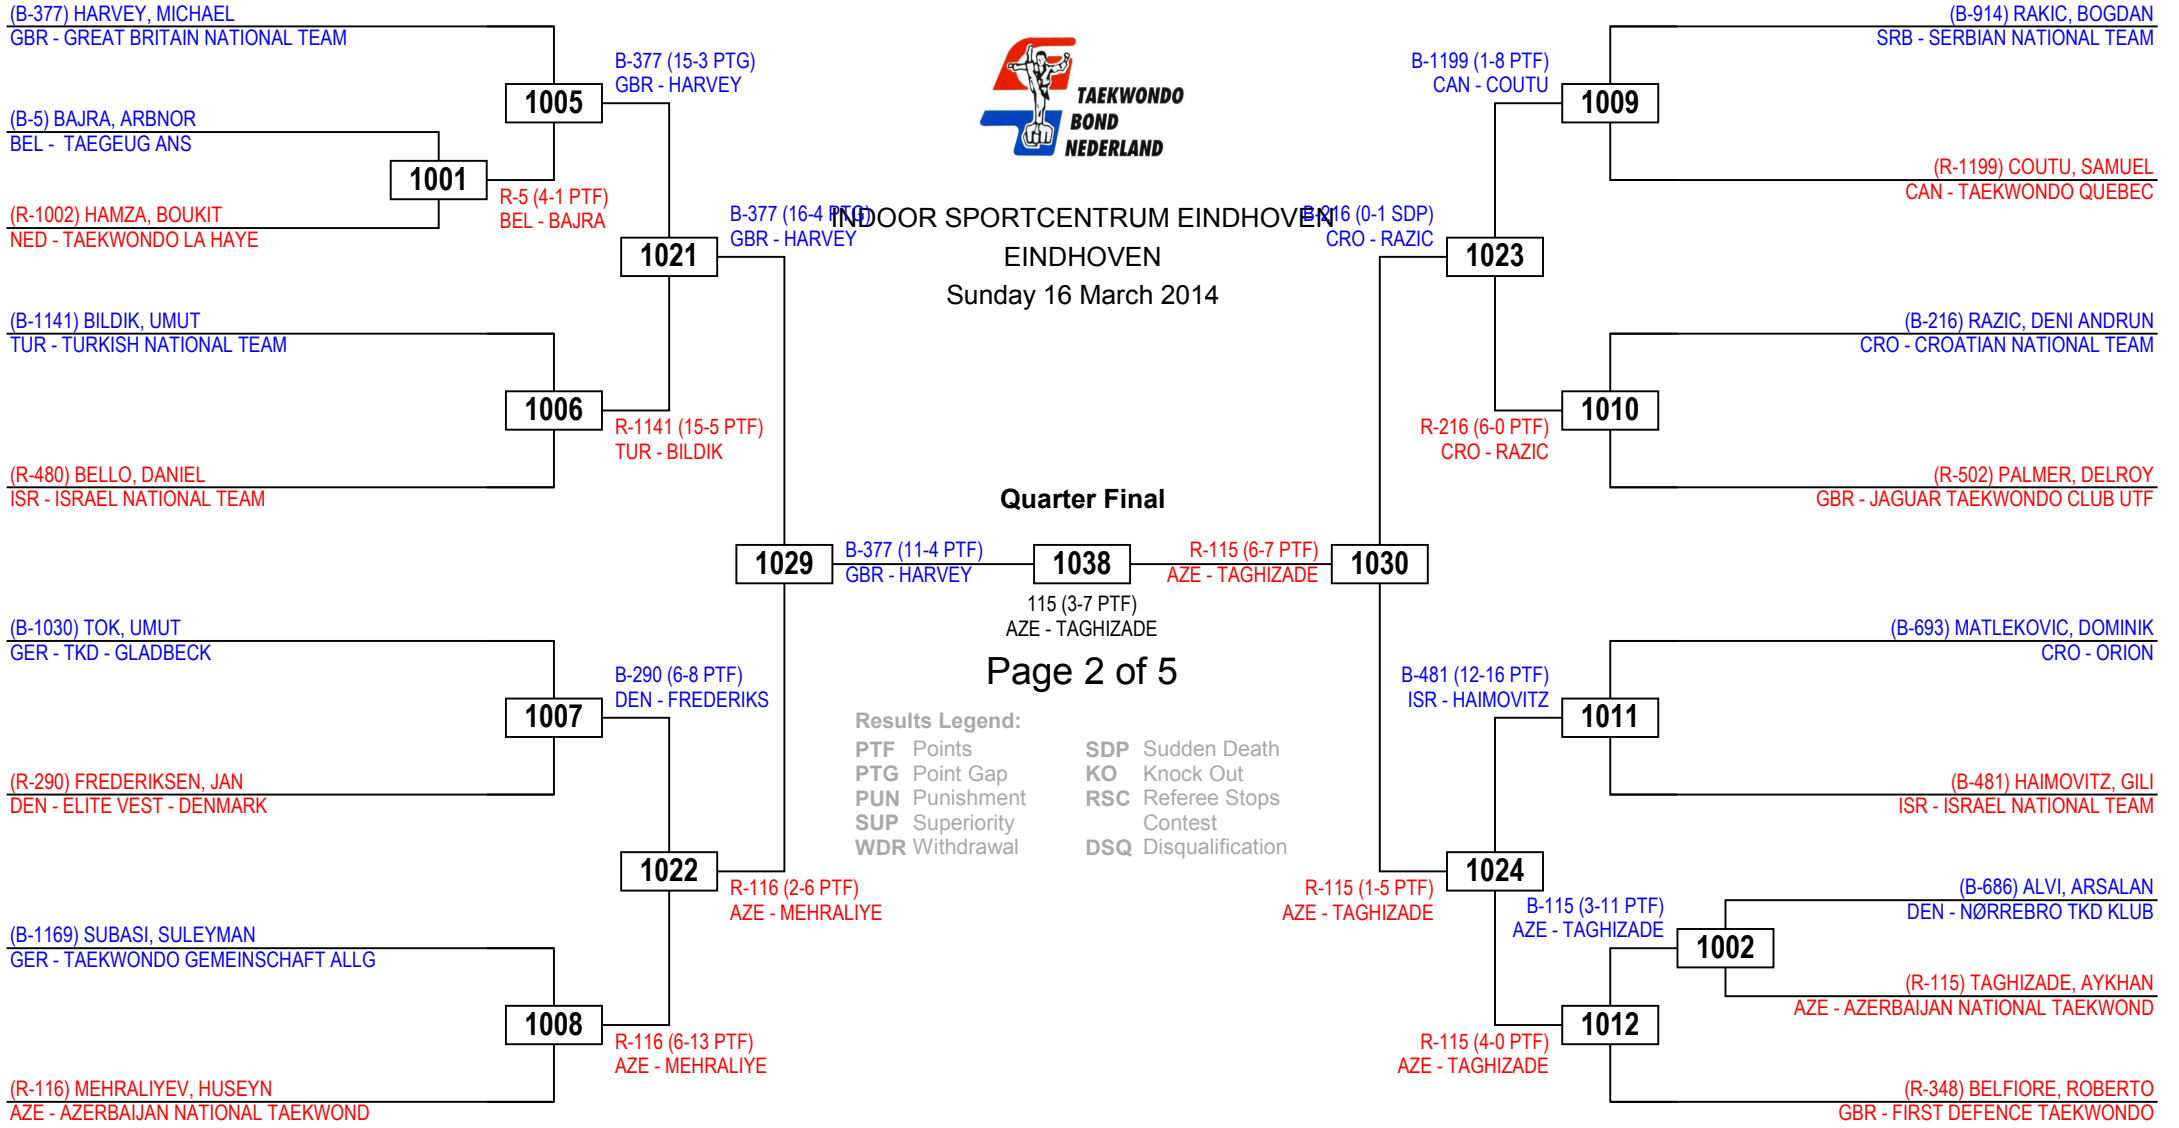 (B-377) HARVEY, MICHAEL
GBR - GREAT BRITAIN NATIONAL TEAM
(B-5) BAJRA, ARBNOR
BEL -  TAEGEUG ANS
(R-1002) HAMZA, BOUKIT
NED - TAEKWONDO LA HAYE
(B-1141) BILDIK, UMUT
TUR - TURKISH NATIONAL TEAM
(R-480) BELLO, DANIEL
ISR - ISRAEL NATIONAL TEAM
(B-1030) TOK, UMUT
GER - TKD - GLADBECK
(R-290) FREDERIKSEN, JAN
DEN - ELITE VEST - DENMARK
(B-1169) SUBASI, SULEYMAN
GER - TAEKWONDO GEMEINSCHAFT ALLG
(R-116) MEHRALIYEV, HUSEYN
AZE - AZERBAIJAN NATIONAL TAEKWOND
1001
R-5 (4-1 PTF)
BEL - BAJRA
1005
B-377 (15-3 PTG)
GBR - HARVEY
1006
R-1141 (15-5 PTF)
TUR - BILDIK
1007
B-290 (6-8 PTF)
DEN - FREDERIKS
1008
R-116 (6-13 PTF)
AZE - MEHRALIYE
1021
B-377 (16-4 PTG)
GBR - HARVEY
1022
R-116 (2-6 PTF)
AZE - MEHRALIYE
1029
B-377 (11-4 PTF)
GBR - HARVEY
TAEKWONDO
BOND
NEDERLAND
INDOOR SPORTCENTRUM EINDHOVEN
EINDHOVEN
Sunday 16 March 2014
Quarter Final
1038
115 (3-7 PTF)
AZE - TAGHIZADE
Page 2 of 5
Results Legend:
PTF Points
PTG Point Gap
PUN Punishment
SUP Superiority
WDR Withdrawal
SDP Sudden Death
KO Knock Out
RSC Referee Stops
Contest
DSQ Disqualification
R-115 (6-7 PTF)
AZE - TAGHIZADE
1030
B-216 (0-1 SDP)
CRO - RAZIC
1023
R-115 (1-5 PTF)
AZE - TAGHIZADE
1024
B-1199 (1-8 PTF)
CAN - COUTU
1009
R-216 (6-0 PTF)
CRO - RAZIC
1010
B-481 (12-16 PTF)
ISR - HAIMOVITZ
1011
R-115 (4-0 PTF)
AZE - TAGHIZADE
1012
B-115 (3-11 PTF)
AZE - TAGHIZADE
1002
(B-914) RAKIC, BOGDAN
SRB - SERBIAN NATIONAL TEAM
(R-1199) COUTU, SAMUEL
CAN - TAEKWONDO QUEBEC
(B-216) RAZIC, DENI ANDRUN
CRO - CROATIAN NATIONAL TEAM
(R-502) PALMER, DELROY
GBR - JAGUAR TAEKWONDO CLUB UTF
(B-693) MATLEKOVIC, DOMINIK
CRO - ORION
(B-481) HAIMOVITZ, GILI
ISR - ISRAEL NATIONAL TEAM
(B-686) ALVI, ARSALAN
DEN - NØRREBRO TKD KLUB
(R-115) TAGHIZADE, AYKHAN
AZE - AZERBAIJAN NATIONAL TAEKWOND
(R-348) BELFIORE, ROBERTO
GBR - FIRST DEFENCE TAEKWONDO